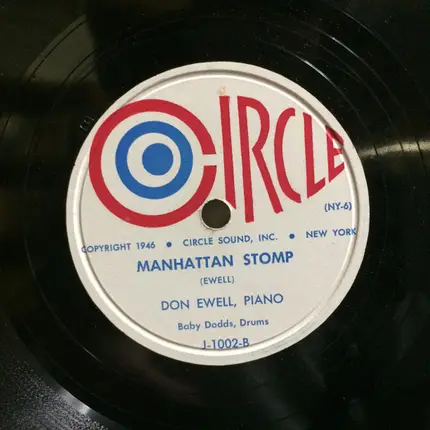 CIRCLE
(NY-6)
COPYRIGHT 1946 • CIRCLE SOUND, INC. • NEW YORK
MANHATTAN STOMP
(EWELL)
DON EWELL, PIANO
Baby Dodds, Drums
J-1002-B